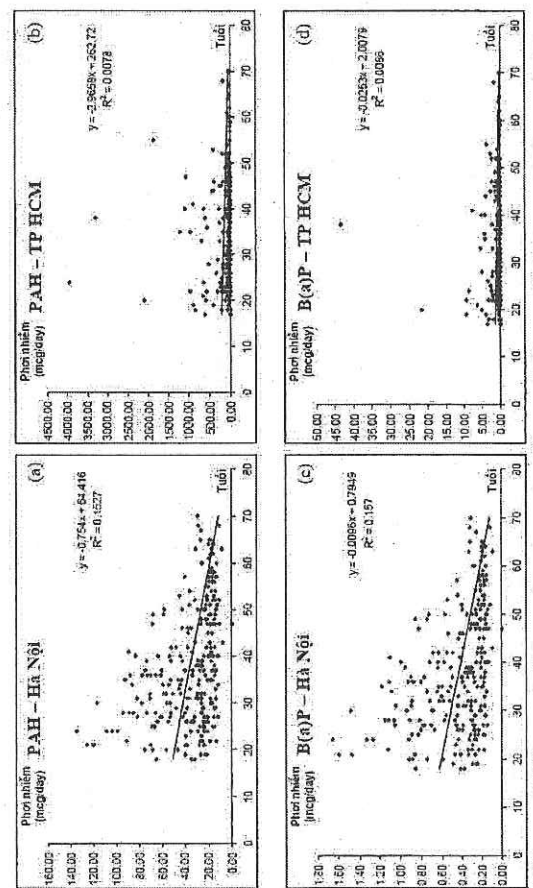 Phơi nhiễm
(mcg/day)
PAH – Hà Nội
(a)
y = -0,754x + 64,416
R² = 0,1527
160.00
140.00
120.00
100.00
80.00
60.00
40.00
20.00
0.00
0 10 20 30 40 50 60 70 80
Tuổi
Phơi nhiễm
(mcg/day)
PAH – TP HCM
(b)
y = -2,9658x + 262,72
R² = 0,0078
4500.00
4000.00
3500.00
3000.00
2500.00
2000.00
1500.00
1000.00
500.00
0.00
0 10 20 30 40 50 60 70 80
Tuổi
Phơi nhiễm
(mcg/day)
B(a)P – Hà Nội
(c)
y = -0,0096x + 0,7949
R² = 0,157
1.80
1.60
1.40
1.20
1.00
0.80
0.60
0.40
0.20
0.00
0 10 20 30 40 50 60 70 80
Tuổi
Phơi nhiễm
(mcg/day)
B(a)P – TP HCM
(d)
y = -0,0263x + 2,0079
50.00
45.00
40.00
35.00
30.00
25.00
20.00
15.00
10.00
5.00
0.00
0 10 20 30 40 50 60 70 80
Tuổi